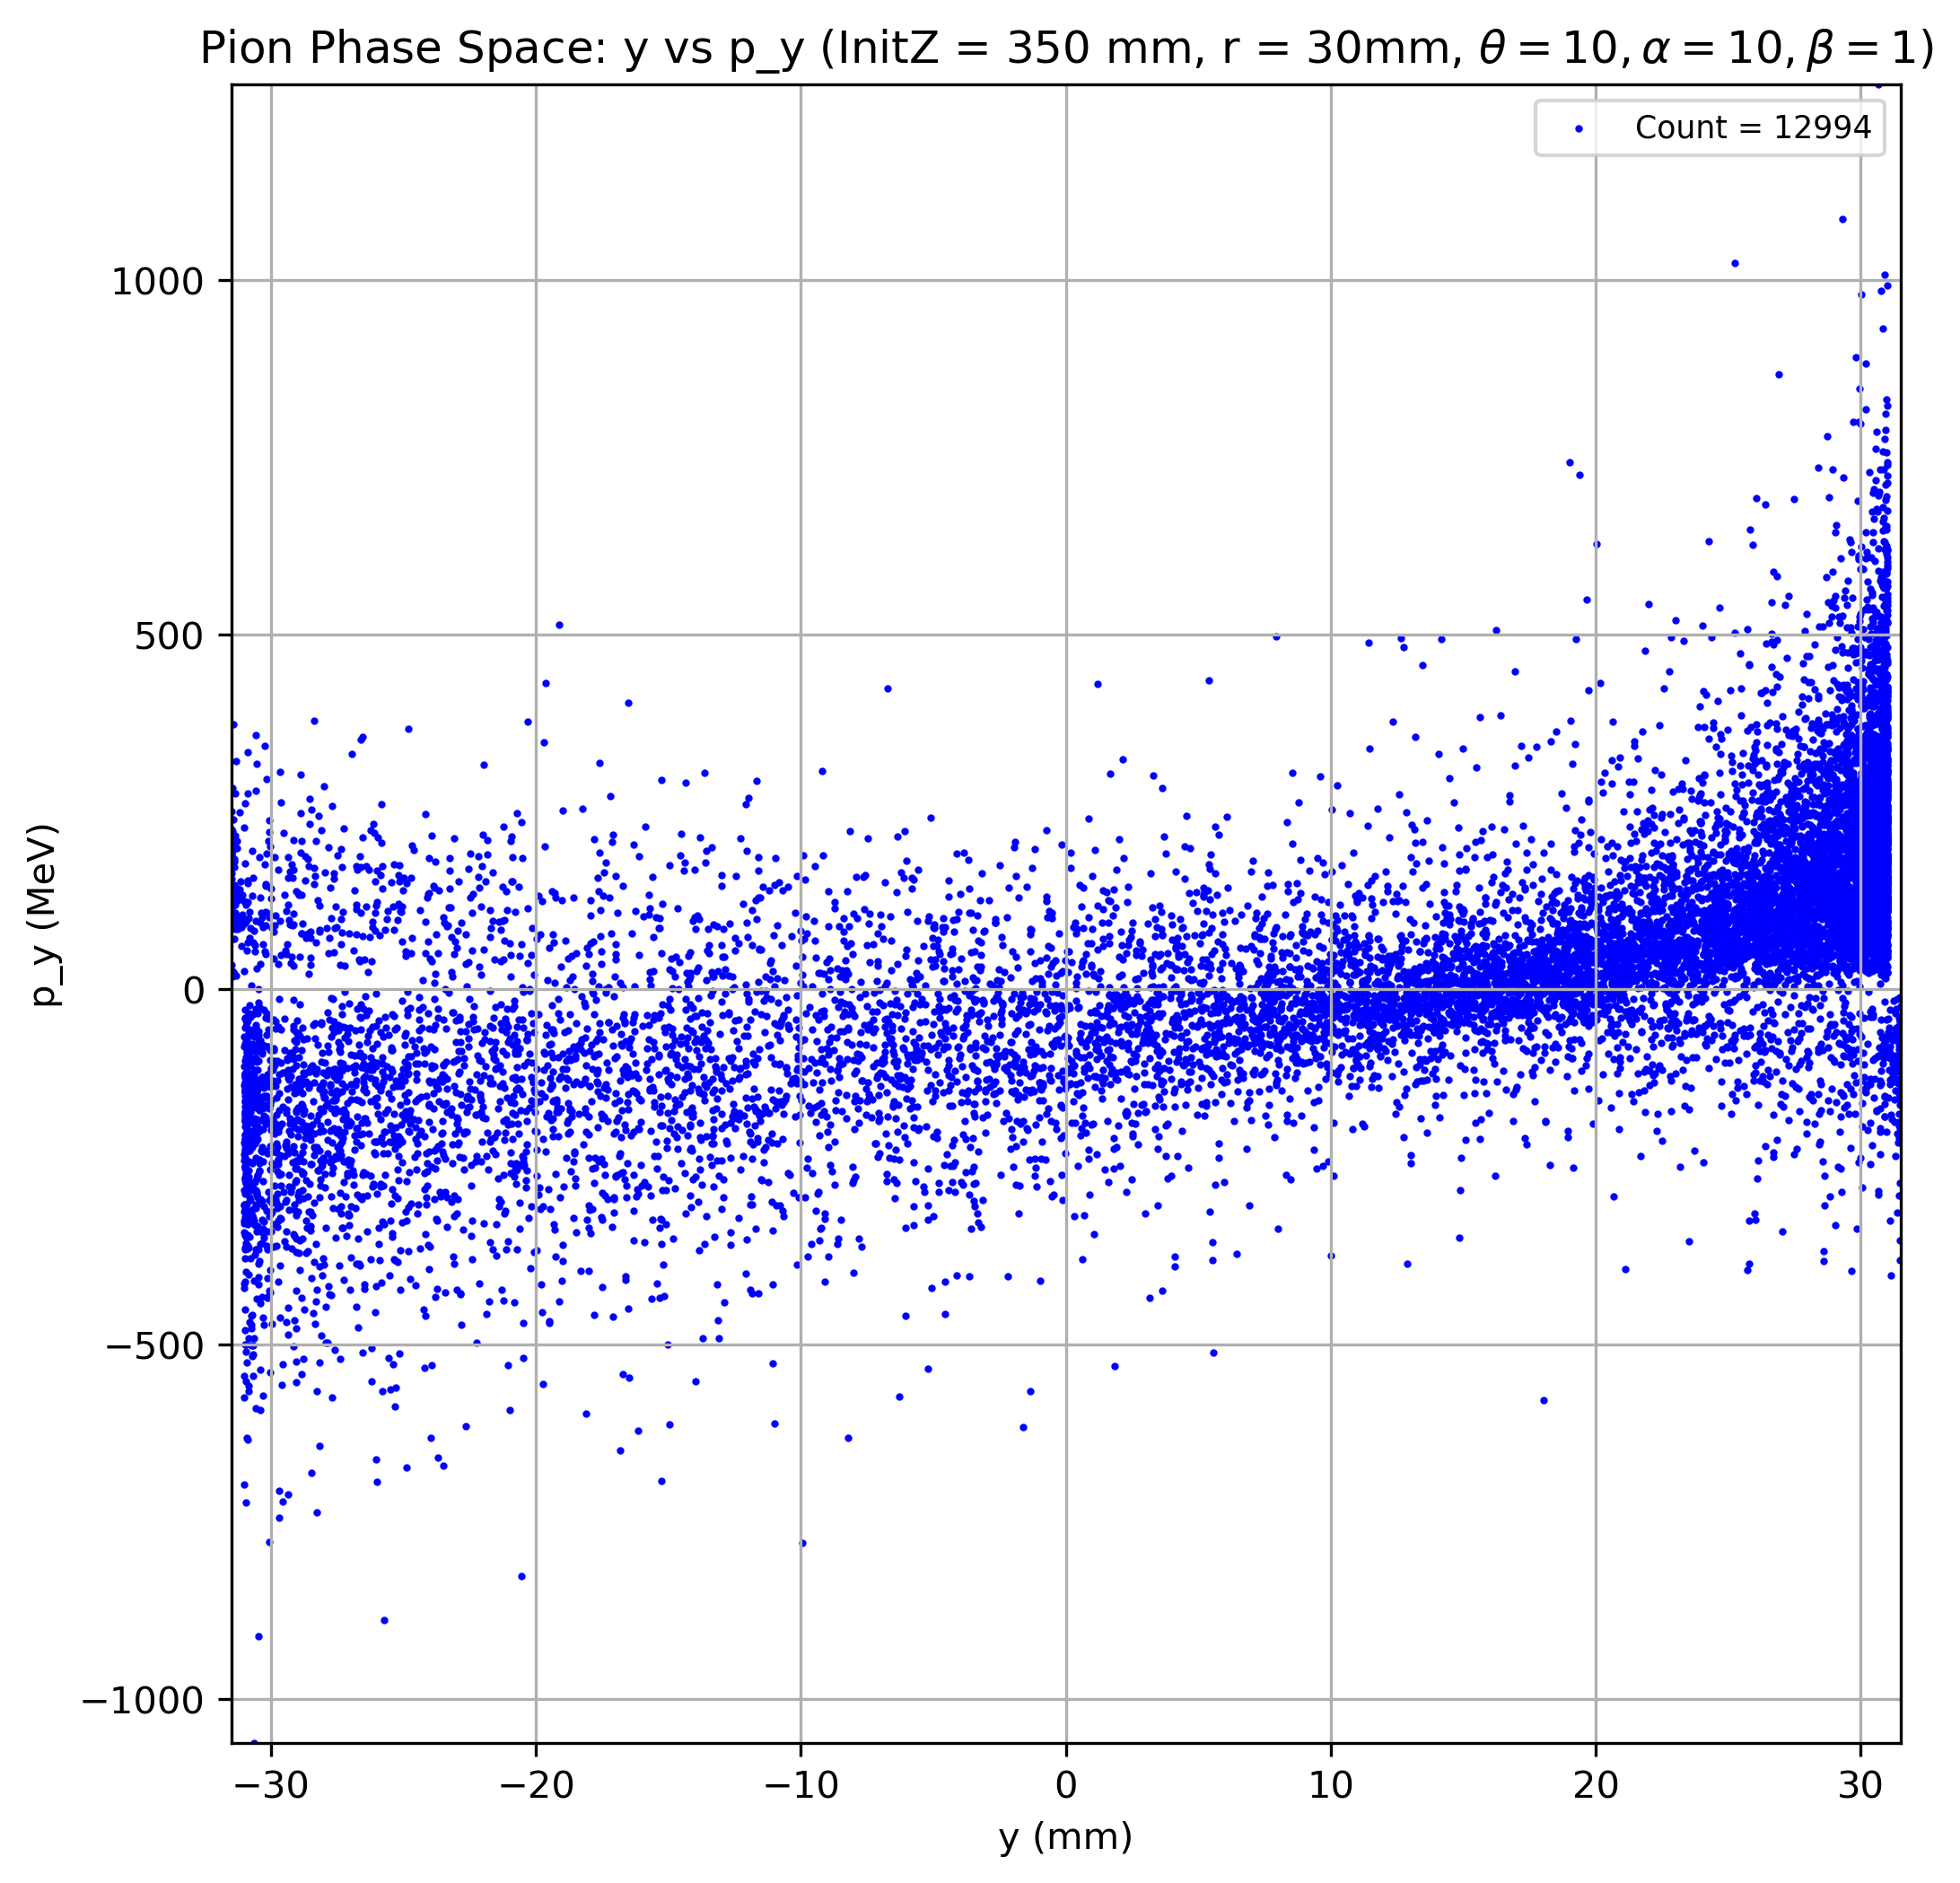 Pion Phase Space: y vs p_y (InitZ = 350 mm, r = 30mm, θ = 10, α = 10, β = 1)
Count = 12994
1000
500
0
−500
−1000
p_y (MeV)
−30 −20 −10 0 10 20 30
y (mm)